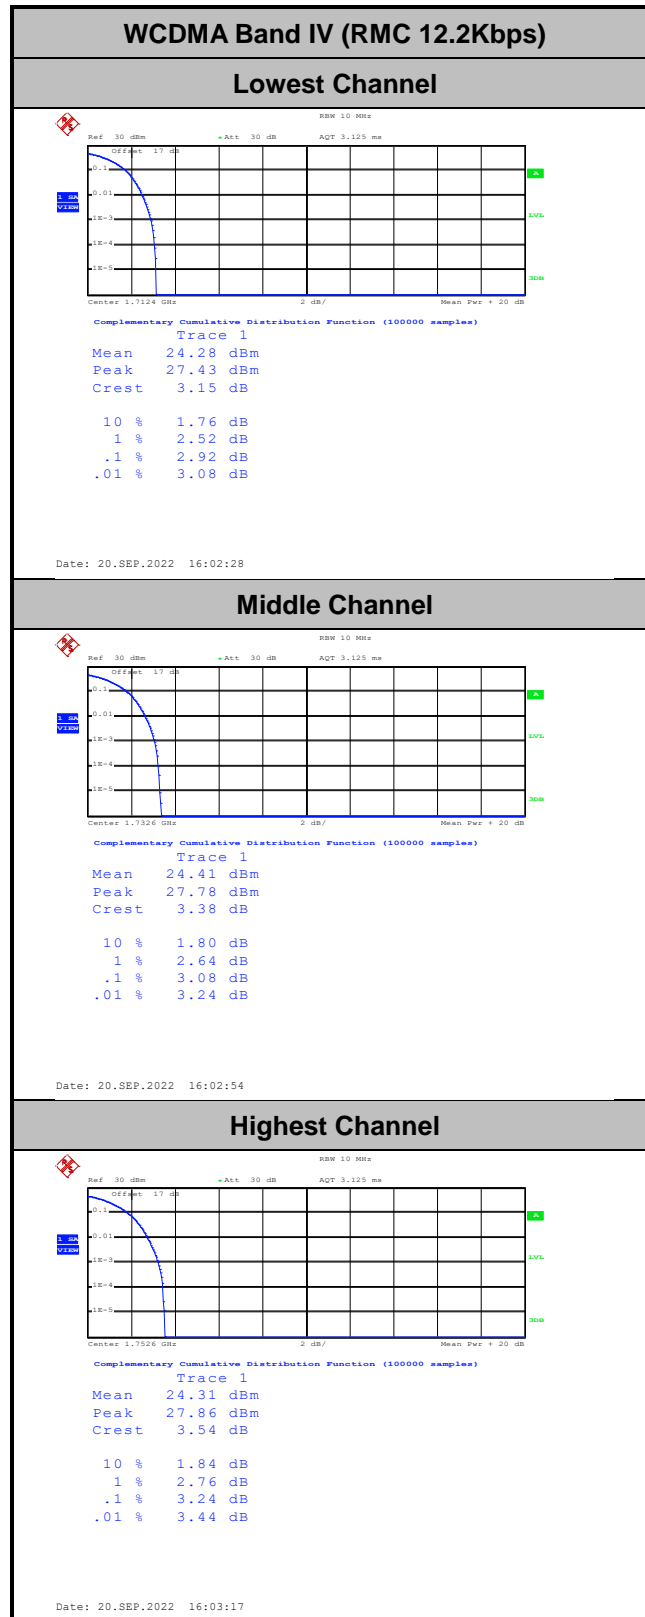 WCDMA Band IV (RMC 12.2Kbps)
Lowest Channel
RBW 10 MHz
Ref 30 dBm *Att 30 dB AQT 3.125 ms
Offset 17 dB
0.1
A
0.01
1 SA
VIEW
1E-3
LVL
1E-4
1E-5
3DB
Center 1.7124 GHz 2 dB/ Mean Pwr + 20 dB
Complementary Cumulative Distribution Function (100000 samples)
Trace 1
Mean 24.28 dBm
Peak 27.43 dBm
Crest 3.15 dB
10 % 1.76 dB
1 % 2.52 dB
.1 % 2.92 dB
.01 % 3.08 dB
Date: 20.SEP.2022 16:02:28
Middle Channel
RBW 10 MHz
Ref 30 dBm *Att 30 dB AQT 3.125 ms
Offset 17 dB
0.1
A
0.01
1 SA
VIEW
1E-3
LVL
1E-4
1E-5
3DB
Center 1.7326 GHz 2 dB/ Mean Pwr + 20 dB
Complementary Cumulative Distribution Function (100000 samples)
Trace 1
Mean 24.41 dBm
Peak 27.78 dBm
Crest 3.38 dB
10 % 1.80 dB
1 % 2.64 dB
.1 % 3.08 dB
.01 % 3.24 dB
Date: 20.SEP.2022 16:02:54
Highest Channel
RBW 10 MHz
Ref 30 dBm *Att 30 dB AQT 3.125 ms
Offset 17 dB
0.1
A
0.01
1 SA
VIEW
1E-3
LVL
1E-4
1E-5
3DB
Center 1.7526 GHz 2 dB/ Mean Pwr + 20 dB
Complementary Cumulative Distribution Function (100000 samples)
Trace 1
Mean 24.31 dBm
Peak 27.86 dBm
Crest 3.54 dB
10 % 1.84 dB
1 % 2.76 dB
.1 % 3.24 dB
.01 % 3.44 dB
Date: 20.SEP.2022 16:03:17